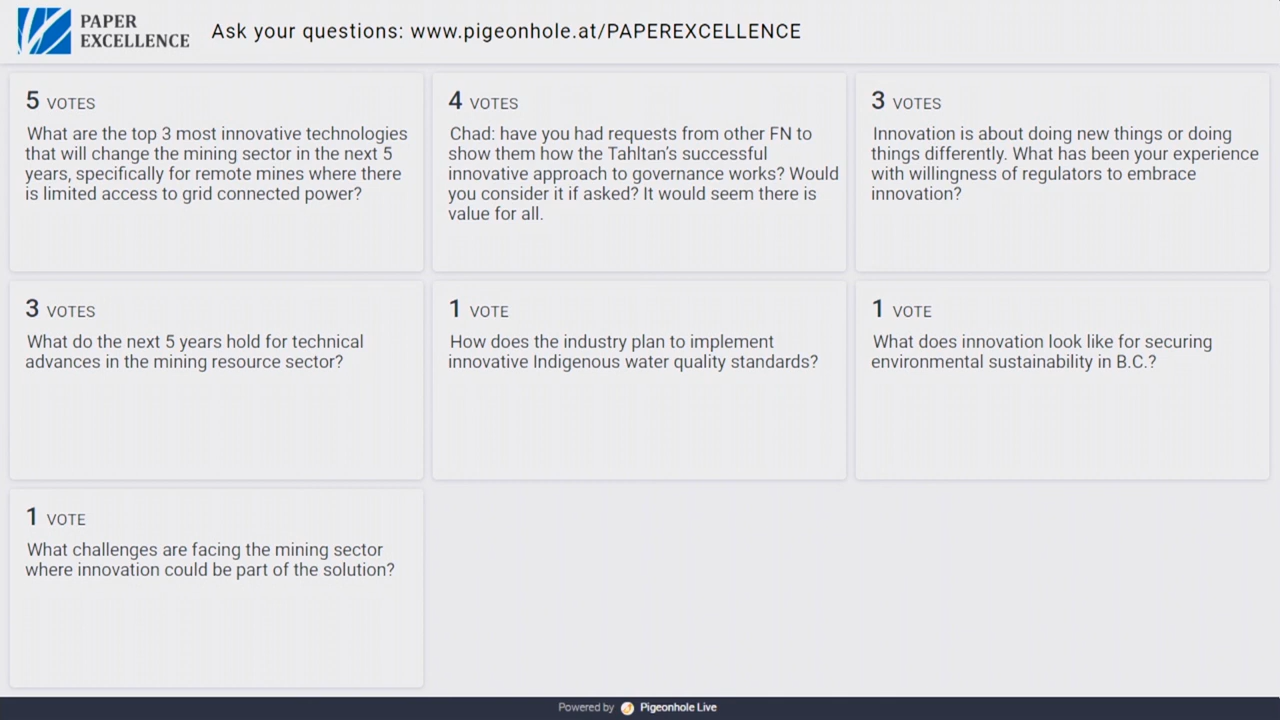 PAPER
EXCELLENCE
Ask your questions: www.pigeonhole.at/PAPEREXCELLENCE
5 VOTES
What are the top 3 most innovative technologies
that will change the mining sector in the next 5
years, specifically for remote mines where there
is limited access to grid connected power?
4 VOTES
Chad: have you had requests from other FN to
show them how the Tahltan's successful
innovative approach to governance works? Would
you consider it if asked? It would seem there is
value for all.
3 VOTES
Innovation is about doing new things or doing
things differently. What has been your experience
with willingness of regulators to embrace
innovation?
3 VOTES
What do the next 5 years hold for technical
advances in the mining resource sector?
1 VOTE
How does the industry plan to implement
innovative Indigenous water quality standards?
1 VOTE
What does innovation look like for securing
environmental sustainability in B.C.?
1 VOTE
What challenges are facing the mining sector
where innovation could be part of the solution?
Powered by Pigeonhole Live